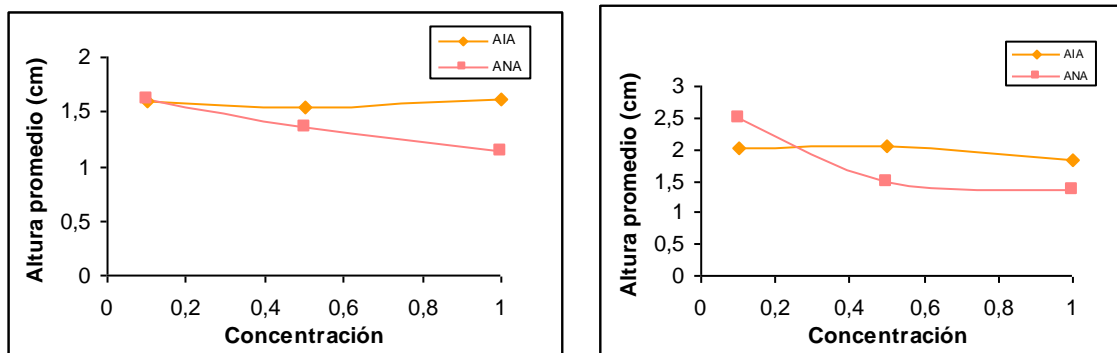 AIA
ANA
Altura promedio (cm)
2
1,5
1
0,5
0
0 0,2 0,4 0,6 0,8 1
Concentración
AIA
ANA
Altura promedio (cm)
3
2,5
2
1,5
1
0,5
0
0 0,2 0,4 0,6 0,8 1
Concentración